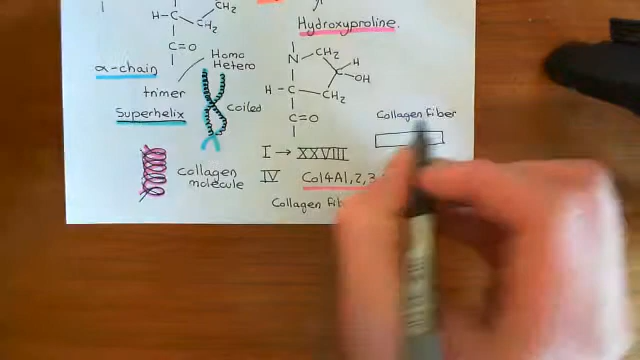 CH2
H-C-CH2
C=O
Hydroxyproline.
N-CH2
H
OH
H-C-CH2
C=O
α-chain
Homo
Hetero
trimer
Superhelix
Coiled
Collagen Fiber
I → XXVIII
Collagen
molecule
IV
Col4A1,2,3
Collagen